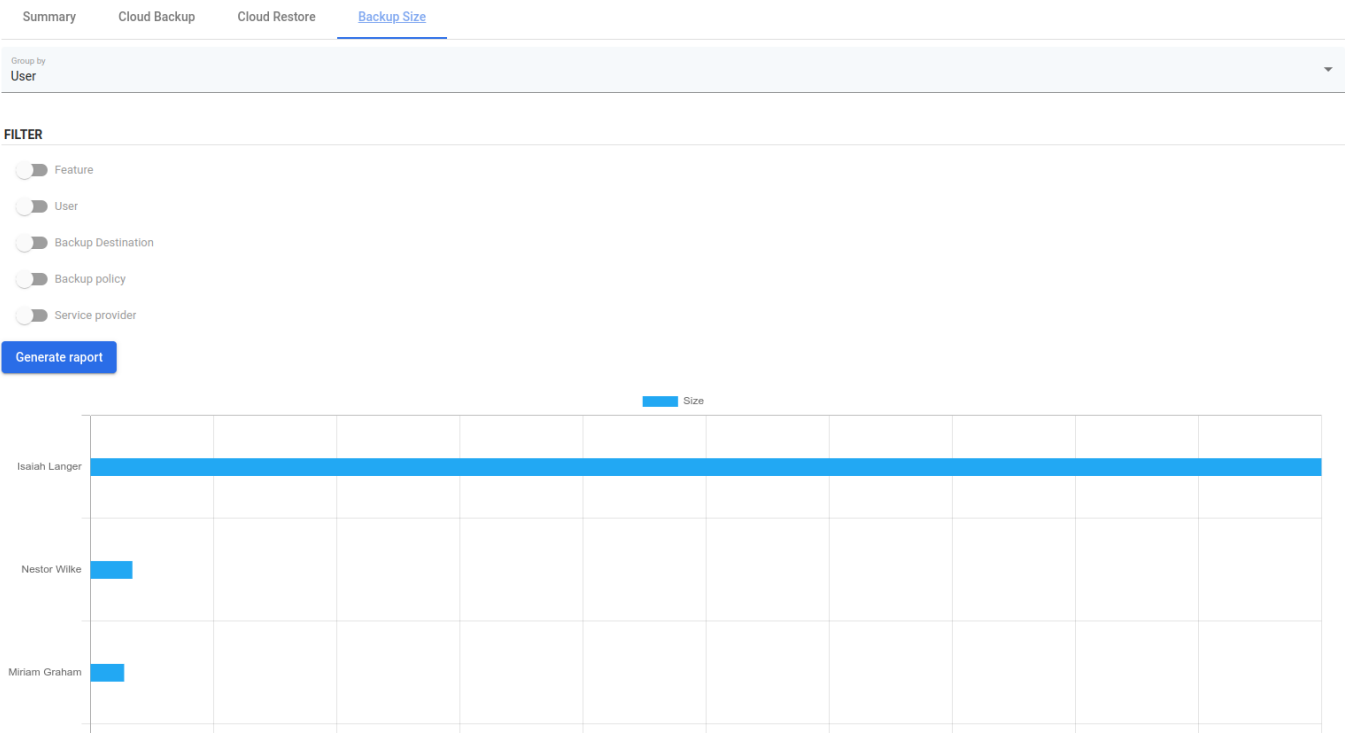 Summary Cloud Backup Cloud Restore Backup Size
Group by
User
FILTER
Feature
User
Backup Destination
Backup policy
Service provider
Generate raport
Size
Isaiah Langer
Nestor Wilke
Miriam Graham